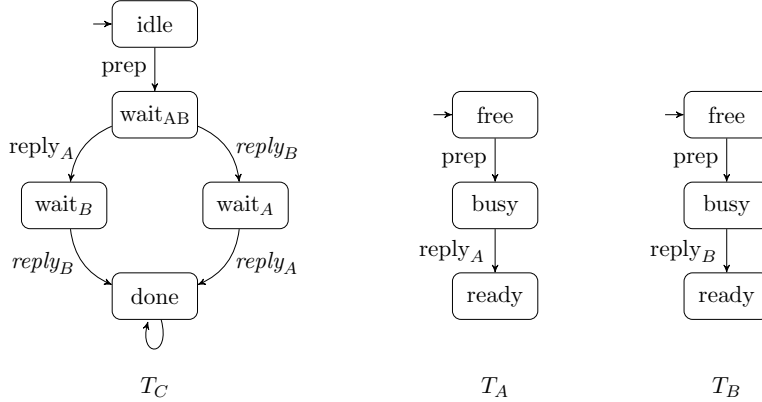 idle
prep
wait_AB
reply_A reply_B
wait_B wait_A
reply_B reply_A
done
T_C
free
prep
busy
reply_A
ready
T_A
free
prep
busy
reply_B
ready
T_B